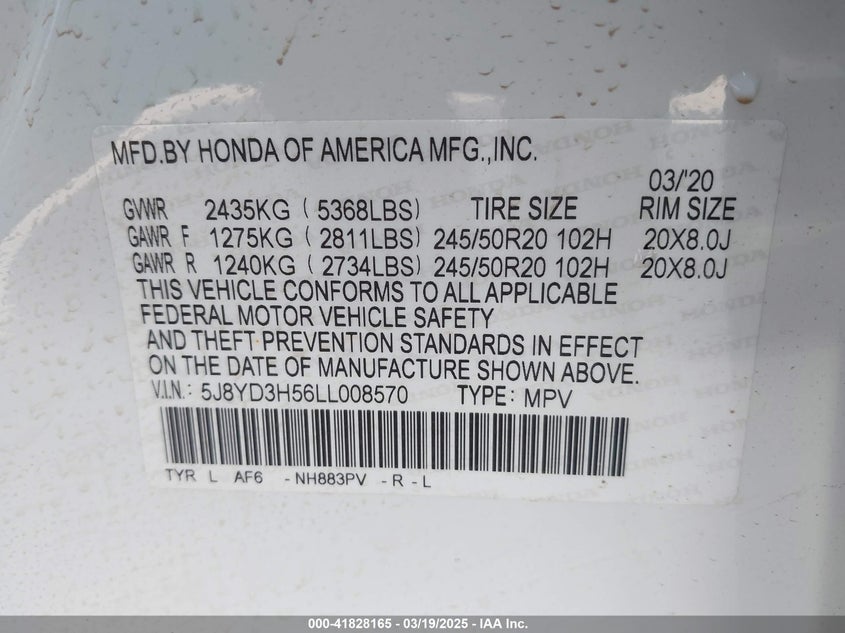 MFD.BY HONDA OF AMERICA MFG.,INC.
03/'20
GVWR 2435KG ( 5368LBS) TIRE SIZE RIM SIZE
GAWR F 1275KG ( 2811LBS) 245/50R20 102H 20X8.0J
GAWR R 1240KG ( 2734LBS) 245/50R20 102H 20X8.0J
THIS VEHICLE CONFORMS TO ALL APPLICABLE
FEDERAL MOTOR VEHICLE SAFETY
AND THEFT PREVENTION STANDARDS IN EFFECT
ON THE DATE OF MANUFACTURE SHOWN ABOVE.
V.I.N.: 5J8YD3H56LL008570 TYPE: MPV
TYR L AF6 -NH883PV -R-L
000-41828165 — 03/19/2025 — IAA Inc.